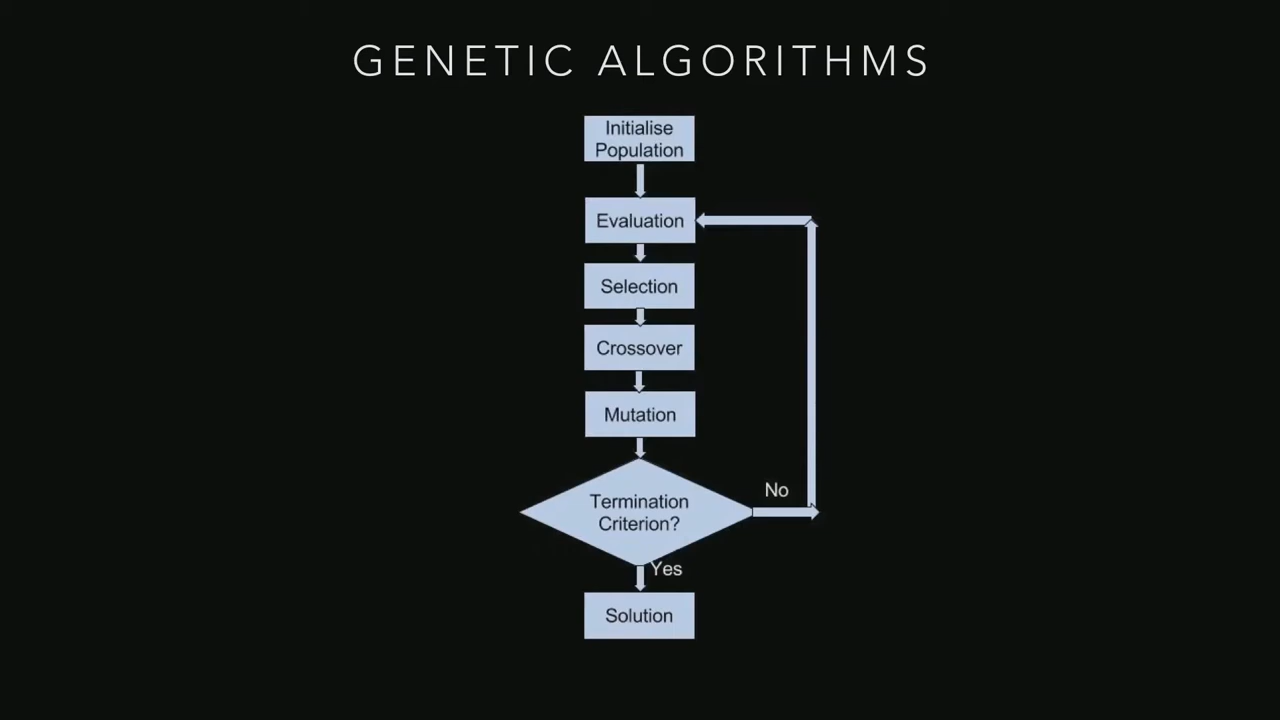 GENETIC ALGORITHMS
Initialise
Population
Evaluation
Selection
Crossover
Mutation
Termination
Criterion?
No
Yes
Solution